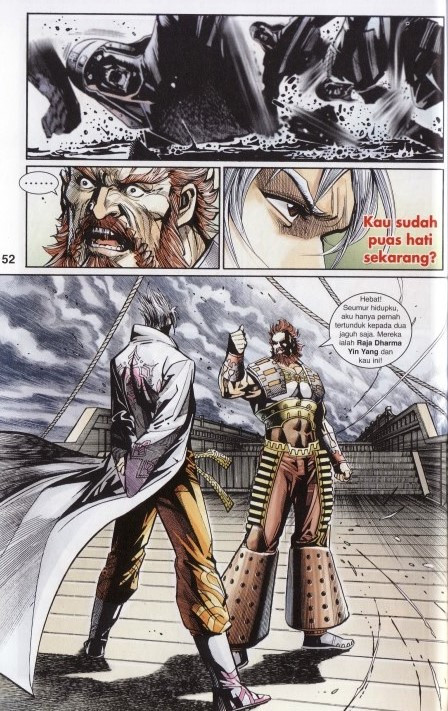 ......
Kau sudah
puas hati
sekarang?
52
Hebat!
Seumur hidupku,
aku hanya pernah
tertunduk kepada dua
jaguh saja. Mereka
ialah Raja Dharma
Yin Yang dan
kau ini!